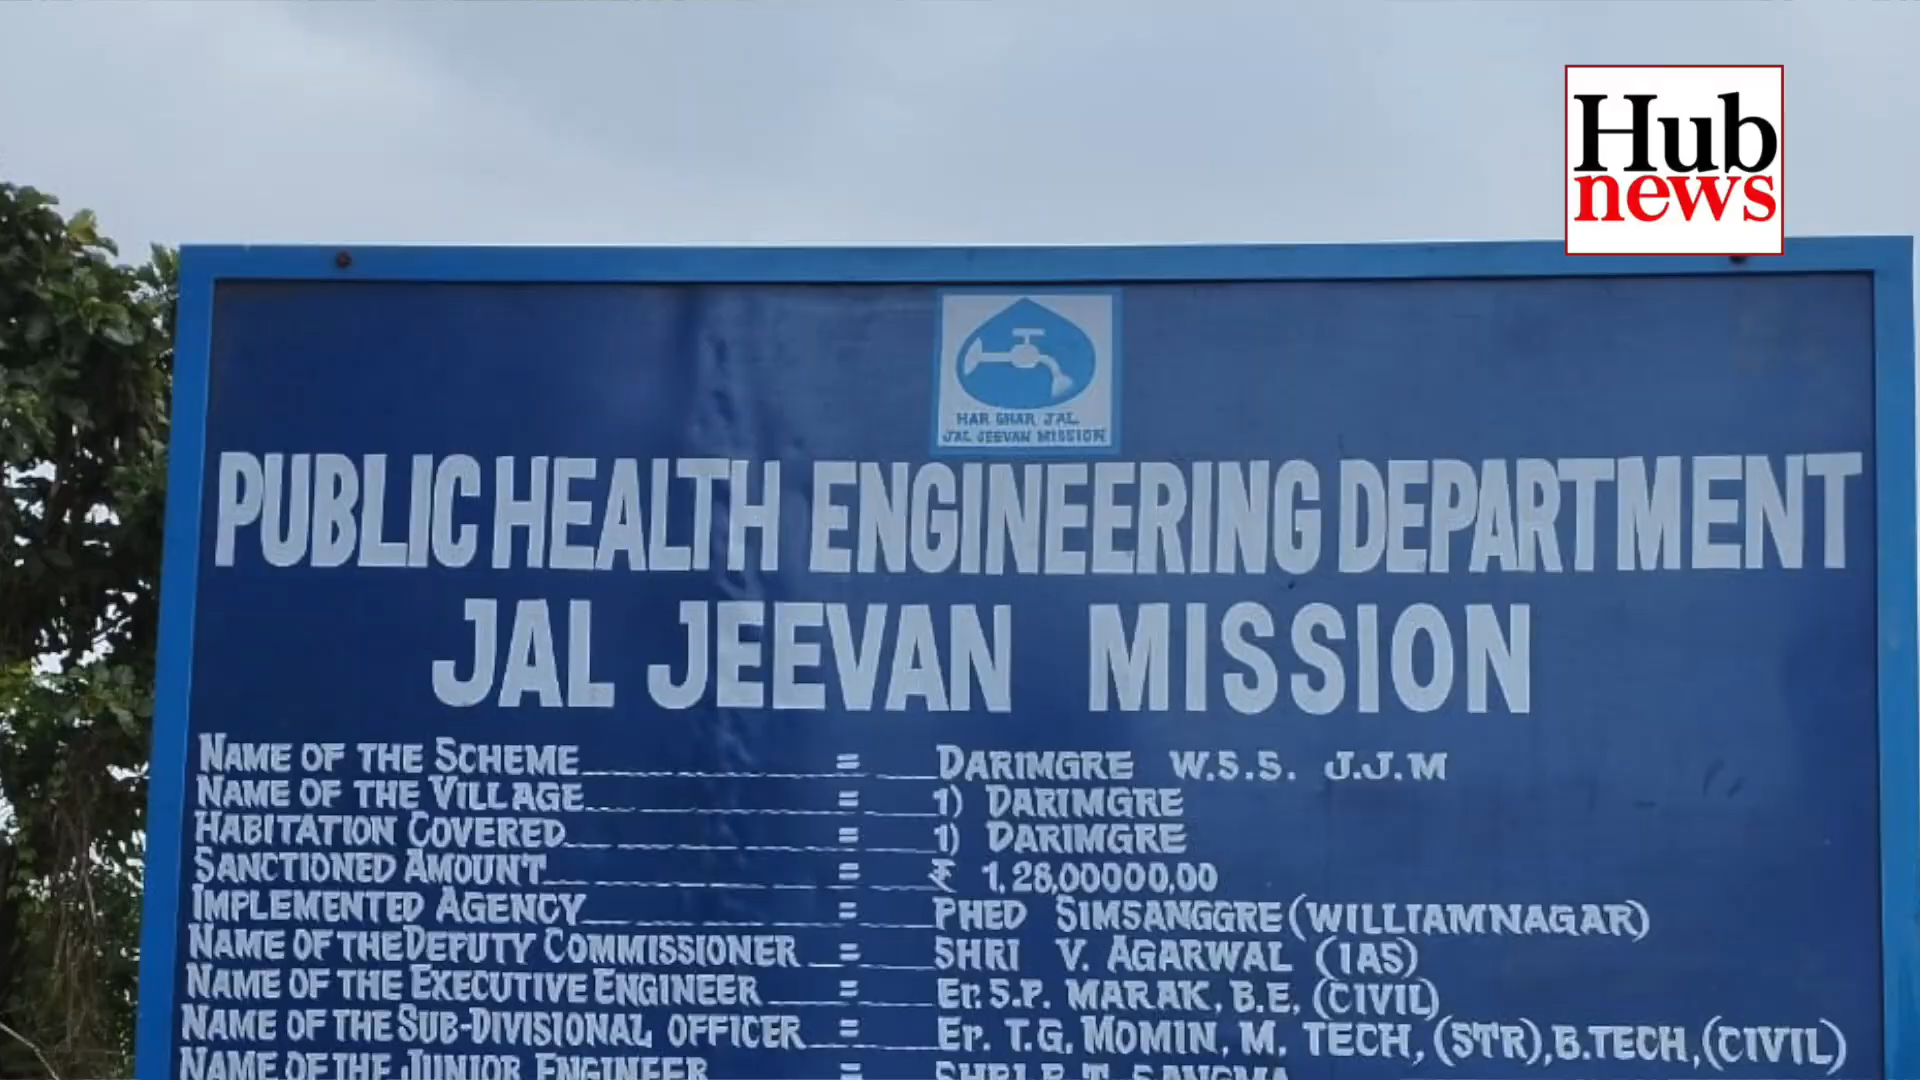 Hub
news
HAR GHAR JAL
JAL JEEVAN MISSION
PUBLIC HEALTH ENGINEERING DEPARTMENT
JAL JEEVAN MISSION
NAME OF THE SCHEME = DARIMGRE W.S.S. J.J.M
NAME OF THE VILLAGE = 1) DARIMGRE
HABITATION COVERED = 1) DARIMGRE
SANCTIONED AMOUNT = ₹ 1,28,00000,00
IMPLEMENTED AGENCY = PHED SIMSANGGRE (WILLIAMNAGAR)
NAME OF THE DEPUTY COMMISSIONER = SHRI V. AGARWAL (IAS)
NAME OF THE EXECUTIVE ENGINEER = Er. S.P. MARAK, B.E, (CIVIL)
NAME OF THE SUB-DIVISIONAL OFFICER = Er. T.G. MOMIN, M. TECH, (STR), B.TECH, (CIVIL)
NAME OF THE JUNIOR ENGINEER = SHRI P. T. SANGMA